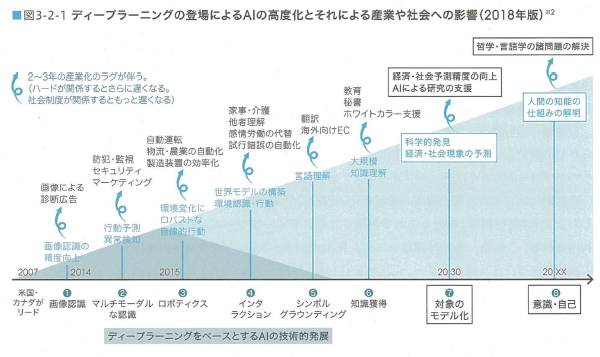 ■図3-2-1 ディープラーニングの登場によるAIの高度化とそれによる産業や社会への影響(2018年版)※2
2〜3年の産業化のラグが伴う。
(ハードが関係するとさらに遅くなる。
社会制度が関係するともっと遅くなる)
哲学・言語学の諸問題の解決
経済・社会予測精度の向上
AIによる研究の支援
教育
秘書
ホワイトカラー支援
翻訳
海外向けEC
家事・介護
他者理解
感情労働の代替
試行錯誤の自動化
自動運転
物流・農業の自動化
製造装置の効率化
防犯・監視
セキュリティ
マーケティング
画像による
診断広告
人間の知能の
仕組みの解明
科学的発見
経済・社会現象の予測
大規模
知識理解
言語理解
世界モデルの構築
環境認識・行動
環境変化に
ロバストな
自律的行動
行動予測
異常検知
画像認識の
精度向上
2007
2014
2015
2030
20XX
米国・
カナダが
リード
❶
画像認識
❷
マルチモーダル
な認識
❸
ロボティクス
❹
インタ
ラクション
❺
シンボル
グラウンディング
❻
知識獲得
❼
対象の
モデル化
❽
意識・自己
ディープラーニングをベースとするAIの技術的発展